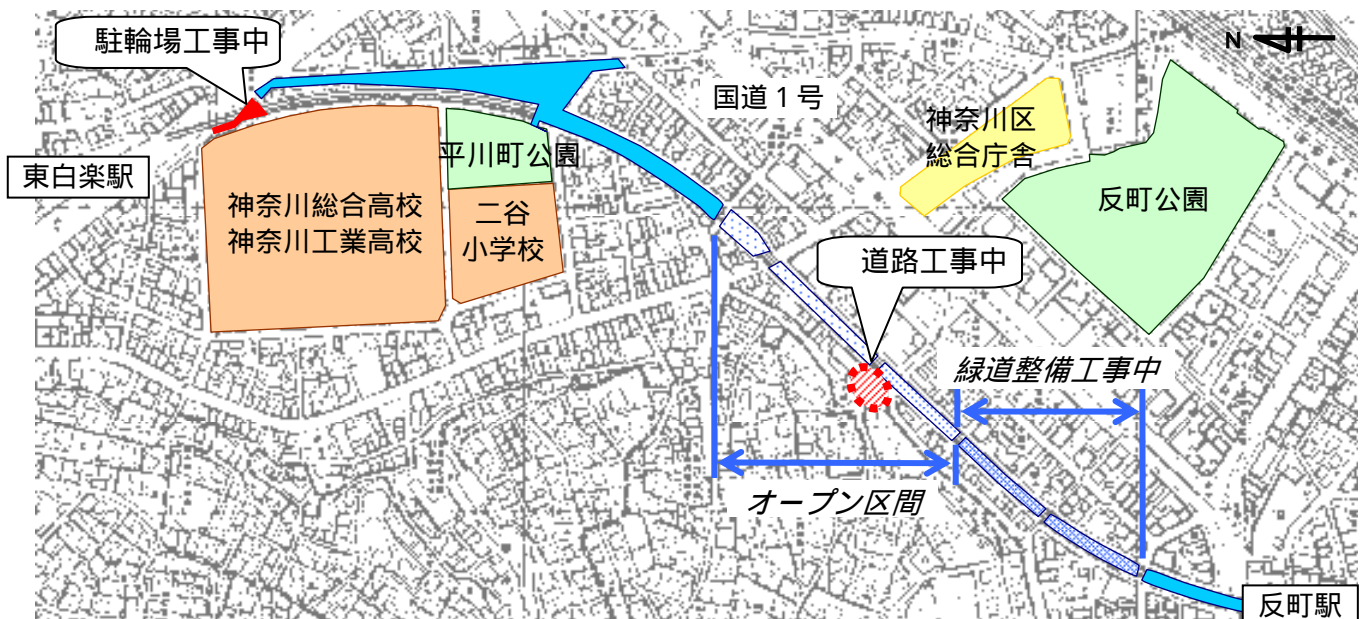 駐輪場工事中
N
国道１号
神奈川区
総合庁舎
東白楽駅
平川町公園
神奈川総合高校
神奈川工業高校
二谷
小学校
反町公園
道路工事中
緑道整備工事中
オープン区間
反町駅